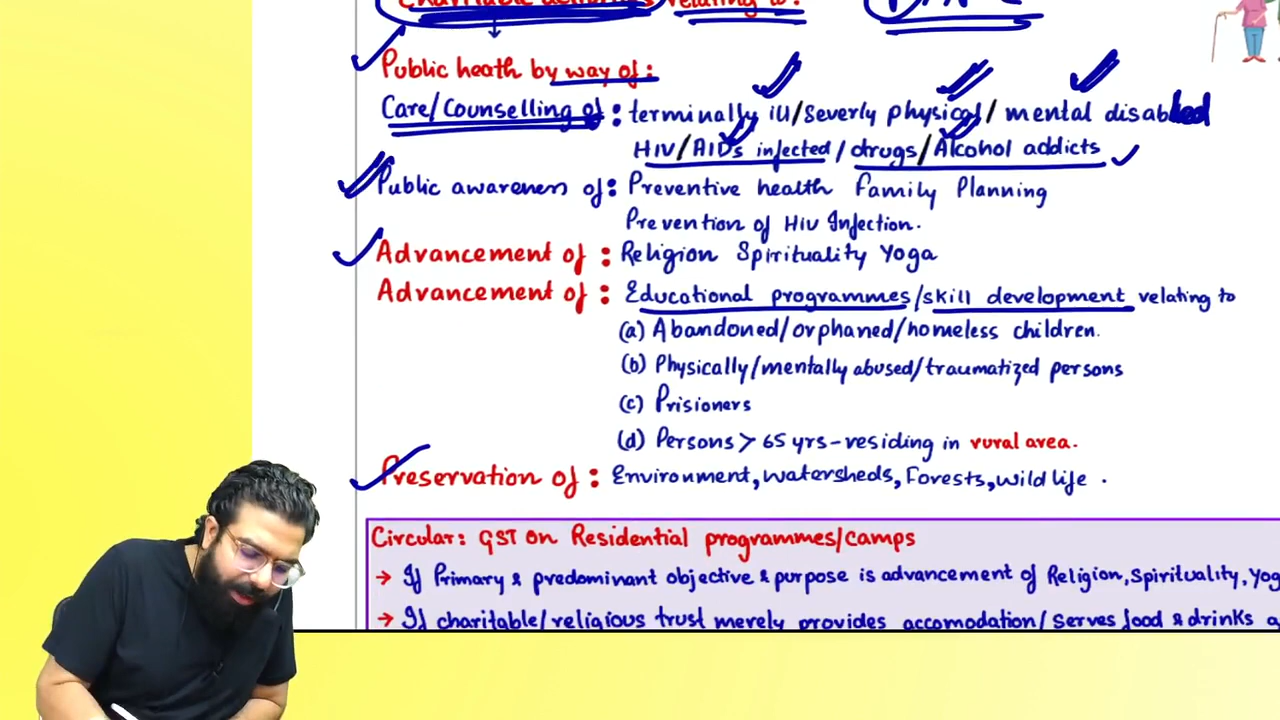 Charitable activities relating to:
Public heath by way of:
Care/Counselling of: terminally ill/severly physical/mental disabled
HIV/AIDs infected/drugs/Alcohol addicts
Public awareness of: Preventive health Family Planning
Prevention of HIV Infection.
Advancement of: Religion Spirituality Yoga
Advancement of: Educational programmes/skill development relating to
(a) Abandoned/orphaned/homeless children.
(b) Physically/mentally abused/traumatized persons
(c) Prisioners
(d) Persons > 65 yrs-residing in rural area.
Preservation of: Environment, watersheds, Forests, wild life.
Circular: GST on Residential programmes/camps
→ If Primary & predominant objective & purpose is advancement of Religion, Spirituality, Yog
→ If charitable/religious trust merely provides accomodation/serves food & drinks